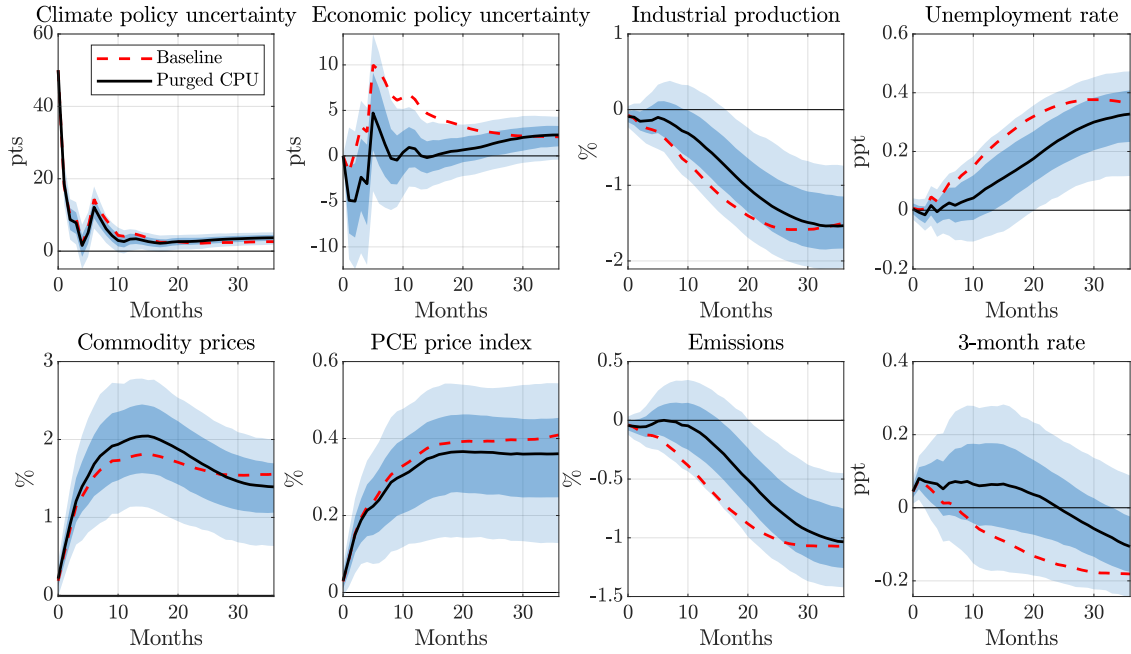 Climate policy uncertainty
60
40
20
0
pts
0 10 20 30
Months
Baseline
Purged CPU
Economic policy uncertainty
10
5
0
-5
-10
pts
0 10 20 30
Months
Industrial production
0
-1
-2
%
0 10 20 30
Months
Unemployment rate
0.6
0.4
0.2
0
-0.2
ppt
0 10 20 30
Months
Commodity prices
3
2
1
0
%
0 10 20 30
Months
PCE price index
0.6
0.4
0.2
0
%
0 10 20 30
Months
Emissions
0.5
0
-0.5
-1
-1.5
%
0 10 20 30
Months
3-month rate
0.4
0.2
0
-0.2
ppt
0 10 20 30
Months